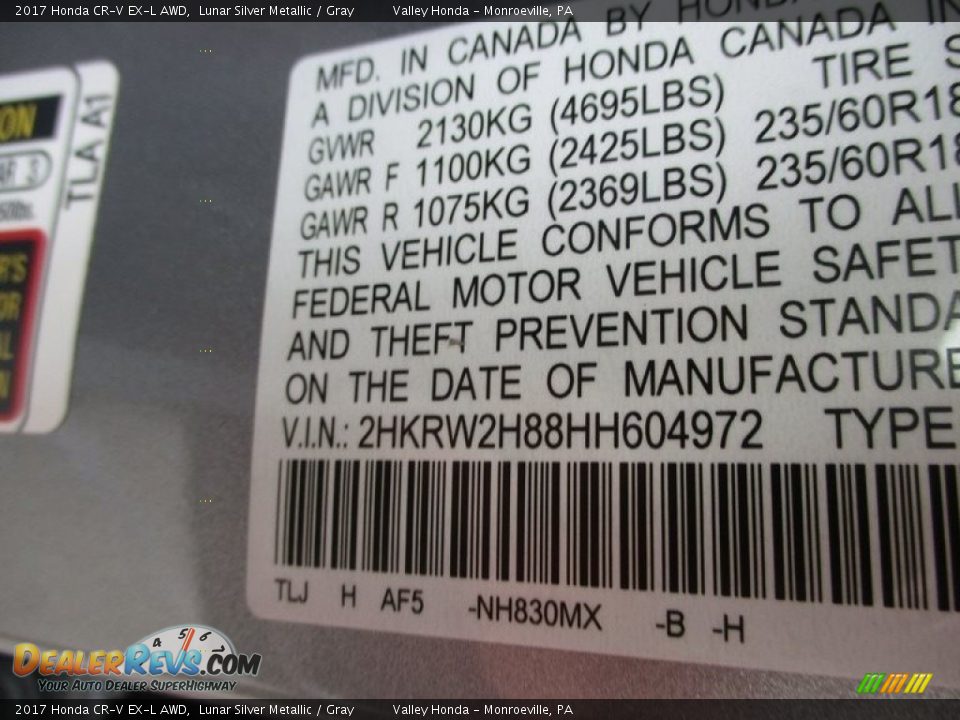 2017 Honda CR-V EX-L AWD, Lunar Silver Metallic / Gray Valley Honda - Monroeville, PA
MFD. IN CANADA BY HONDA
A DIVISION OF HONDA CANADA IN
GVWR 2130KG (4695LBS) TIRE S
GAWR F 1100KG (2425LBS) 235/60R18
GAWR R 1075KG (2369LBS) 235/60R18
THIS VEHICLE CONFORMS TO ALL
FEDERAL MOTOR VEHICLE SAFET
AND THEFT PREVENTION STANDA
ON THE DATE OF MANUFACTURE
V.I.N.: 2HKRW2H88HH604972 TYPE
TLJ H AF5 -NH830MX -B -H
TLA A1
ON
AR 3
DealerRevs.com
Your Auto Dealer SuperHighway
2017 Honda CR-V EX-L AWD, Lunar Silver Metallic / Gray Valley Honda - Monroeville, PA